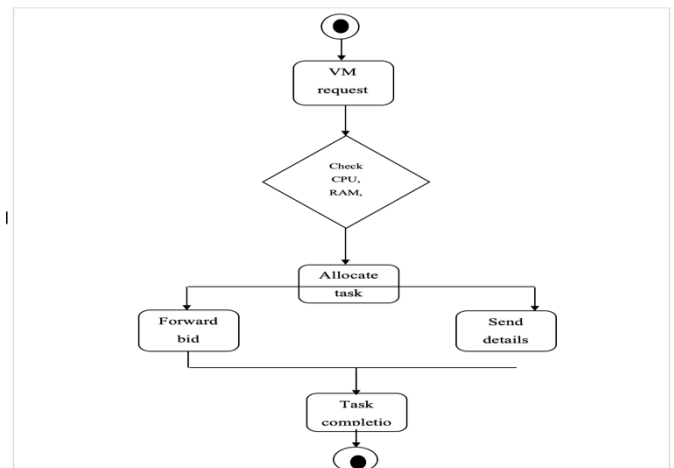 VM
request
Check
CPU,
RAM,
Allocate
task
Forward
bid
Send
details
Task
completio